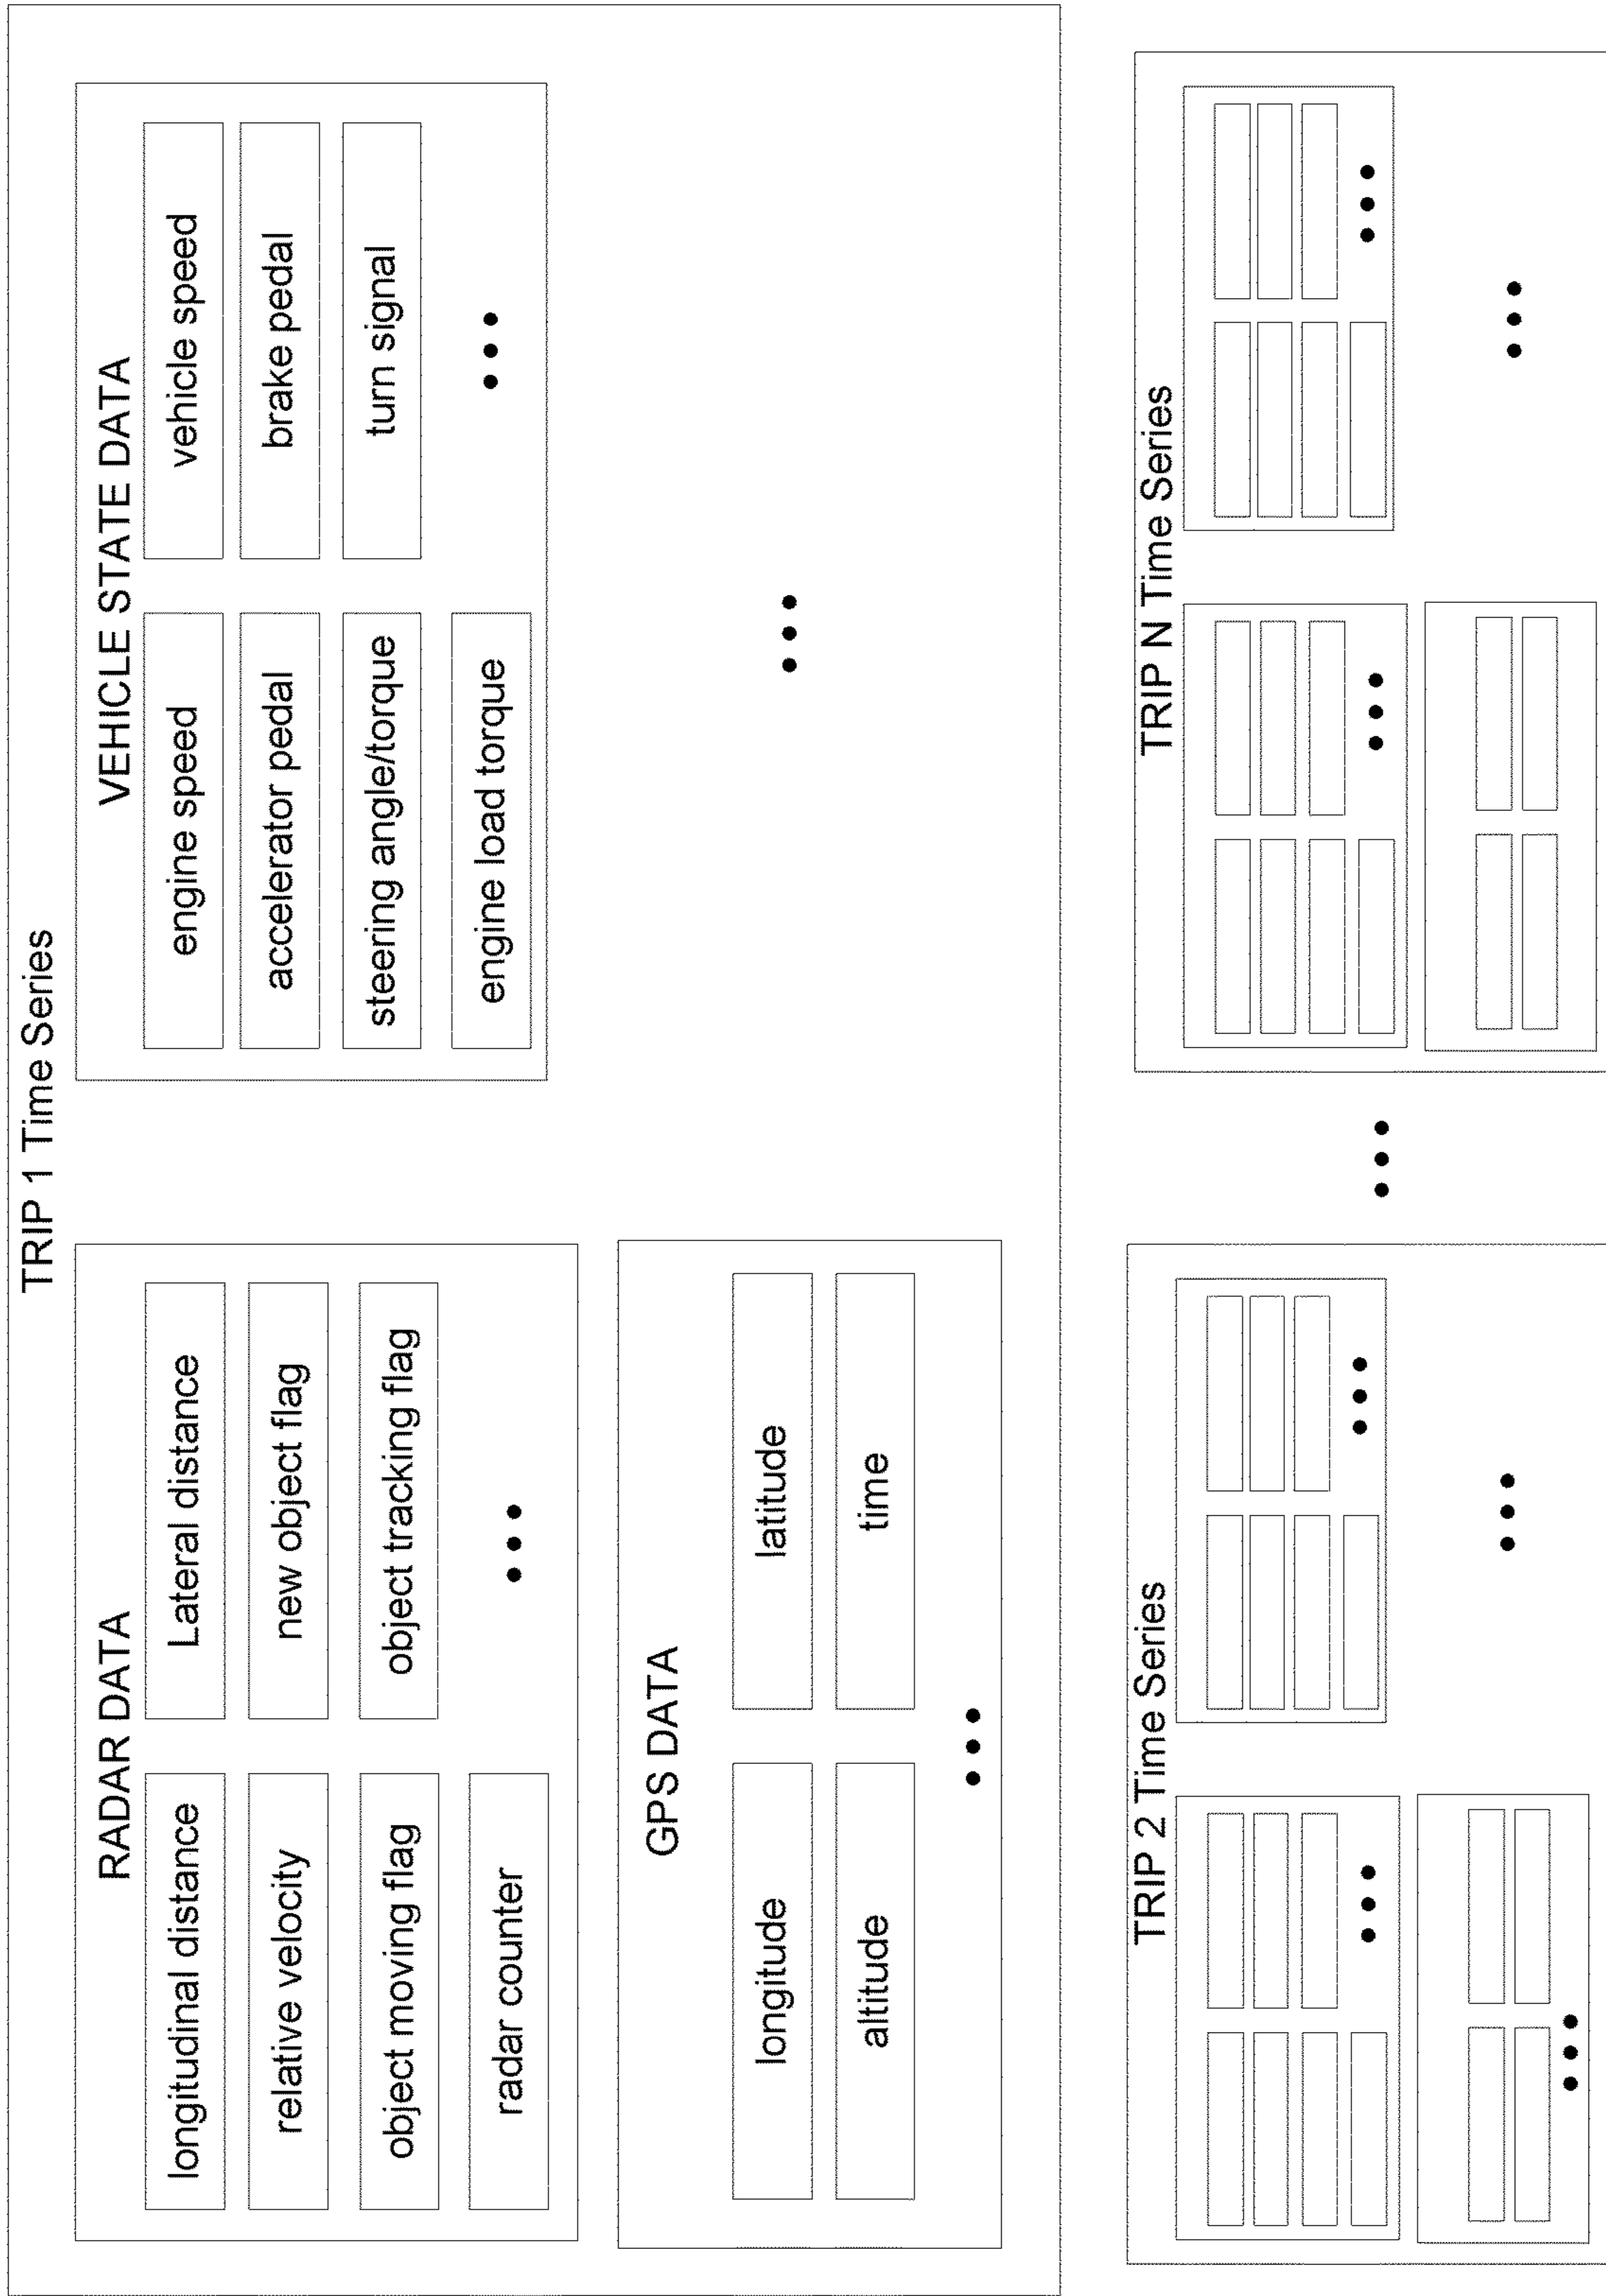 TRIP 1 Time Series
RADAR DATA
longitudinal distance
Lateral distance
relative velocity
new object flag
object moving flag
object tracking flag
radar counter
VEHICLE STATE DATA
engine speed
vehicle speed
accelerator pedal
brake pedal
steering angle/torque
turn signal
engine load torque
GPS DATA
longitude
latitude
altitude
time
TRIP 2 Time Series
TRIP N Time Series